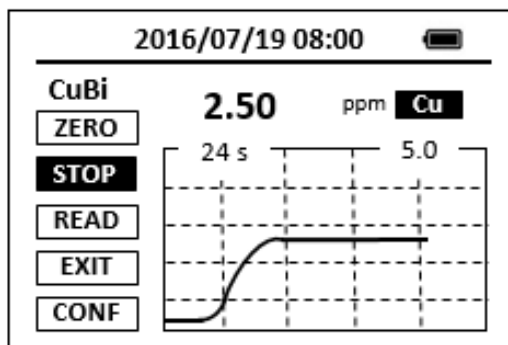 2016/07/19 08:00
CuBi
2.50 ppm Cu
ZERO
24 s 5.0
STOP
READ
EXIT
CONF